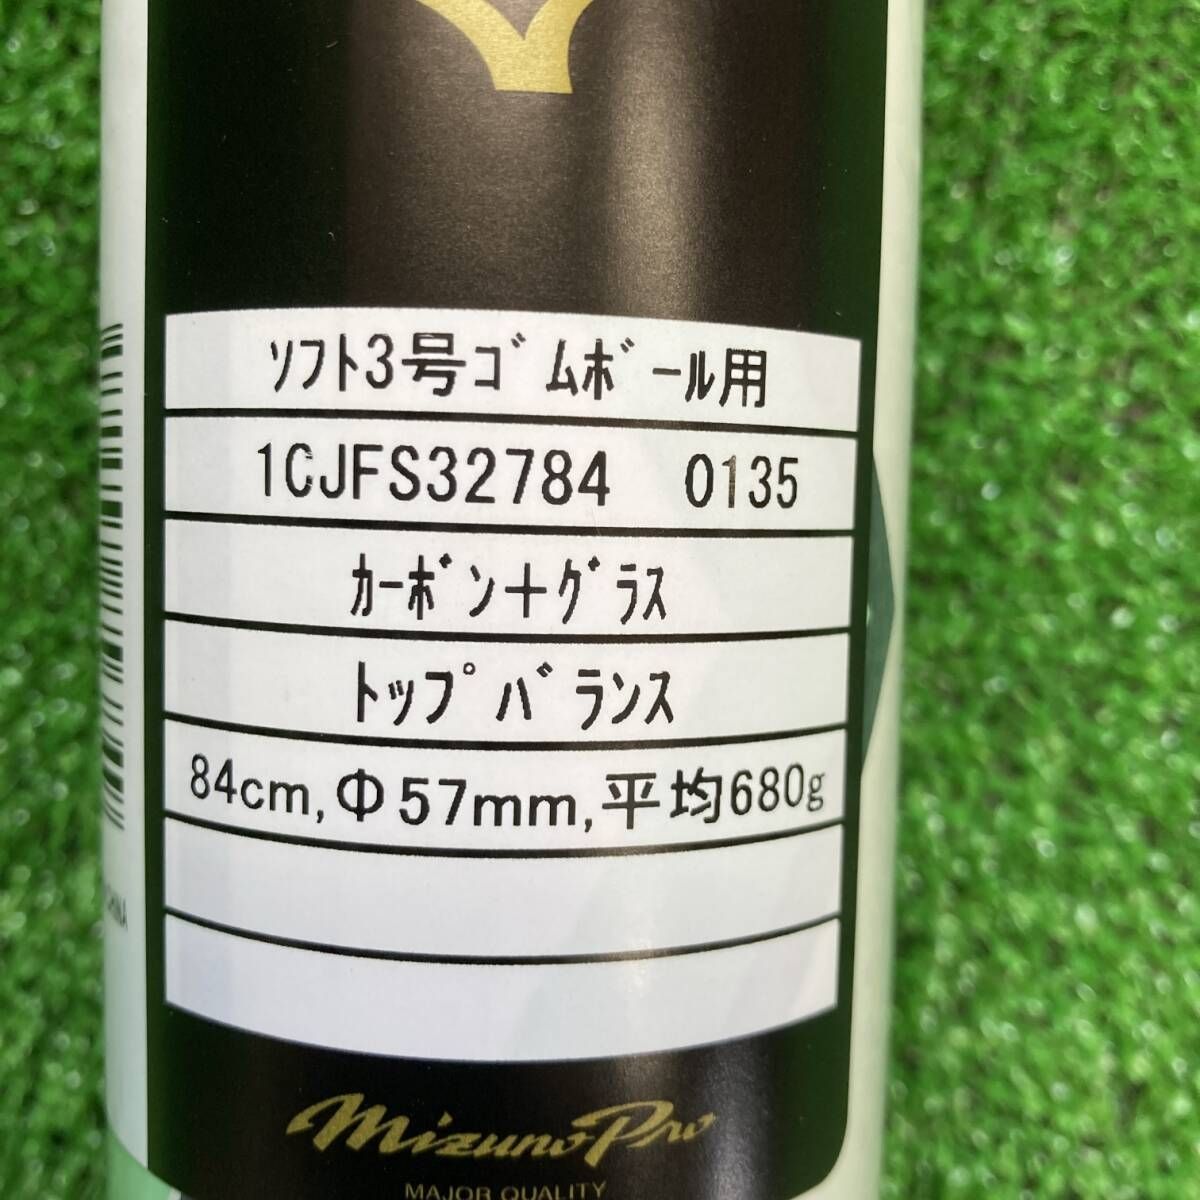 ソフト3号ゴムボール用
1CJFS32784 0135
カーボン+グラス
トップバランス
84cm,Φ57mm,平均680g
Mizuno Pro
MAJOR QUALITY